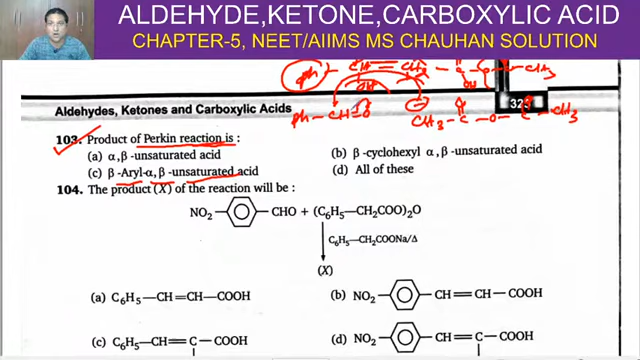 ALDEHYDE,KETONE,CARBOXYLIC ACID
CHAPTER-5, NEET/AIIMS MS CHAUHAN SOLUTION
Aldehydes, Ketones and Carboxylic Acids
ph-CH=O CH3-C-O-C-CH3
103. Product of Perkin reaction is :
(a) α,β-unsaturated acid (b) β-cyclohexyl α,β-unsaturated acid
(c) β-Aryl-α,β-unsaturated acid (d) All of these
104. The product (X) of the reaction will be :
NO2 CHO + (C6H5—CH2COO)2O
C6H5—CH2COONa/Δ
(X)
(a) C6H5—CH=CH—COOH (b) NO2 CH=CH—COOH
(c) C6H5—CH=C—COOH (d) NO2 CH=C—COOH